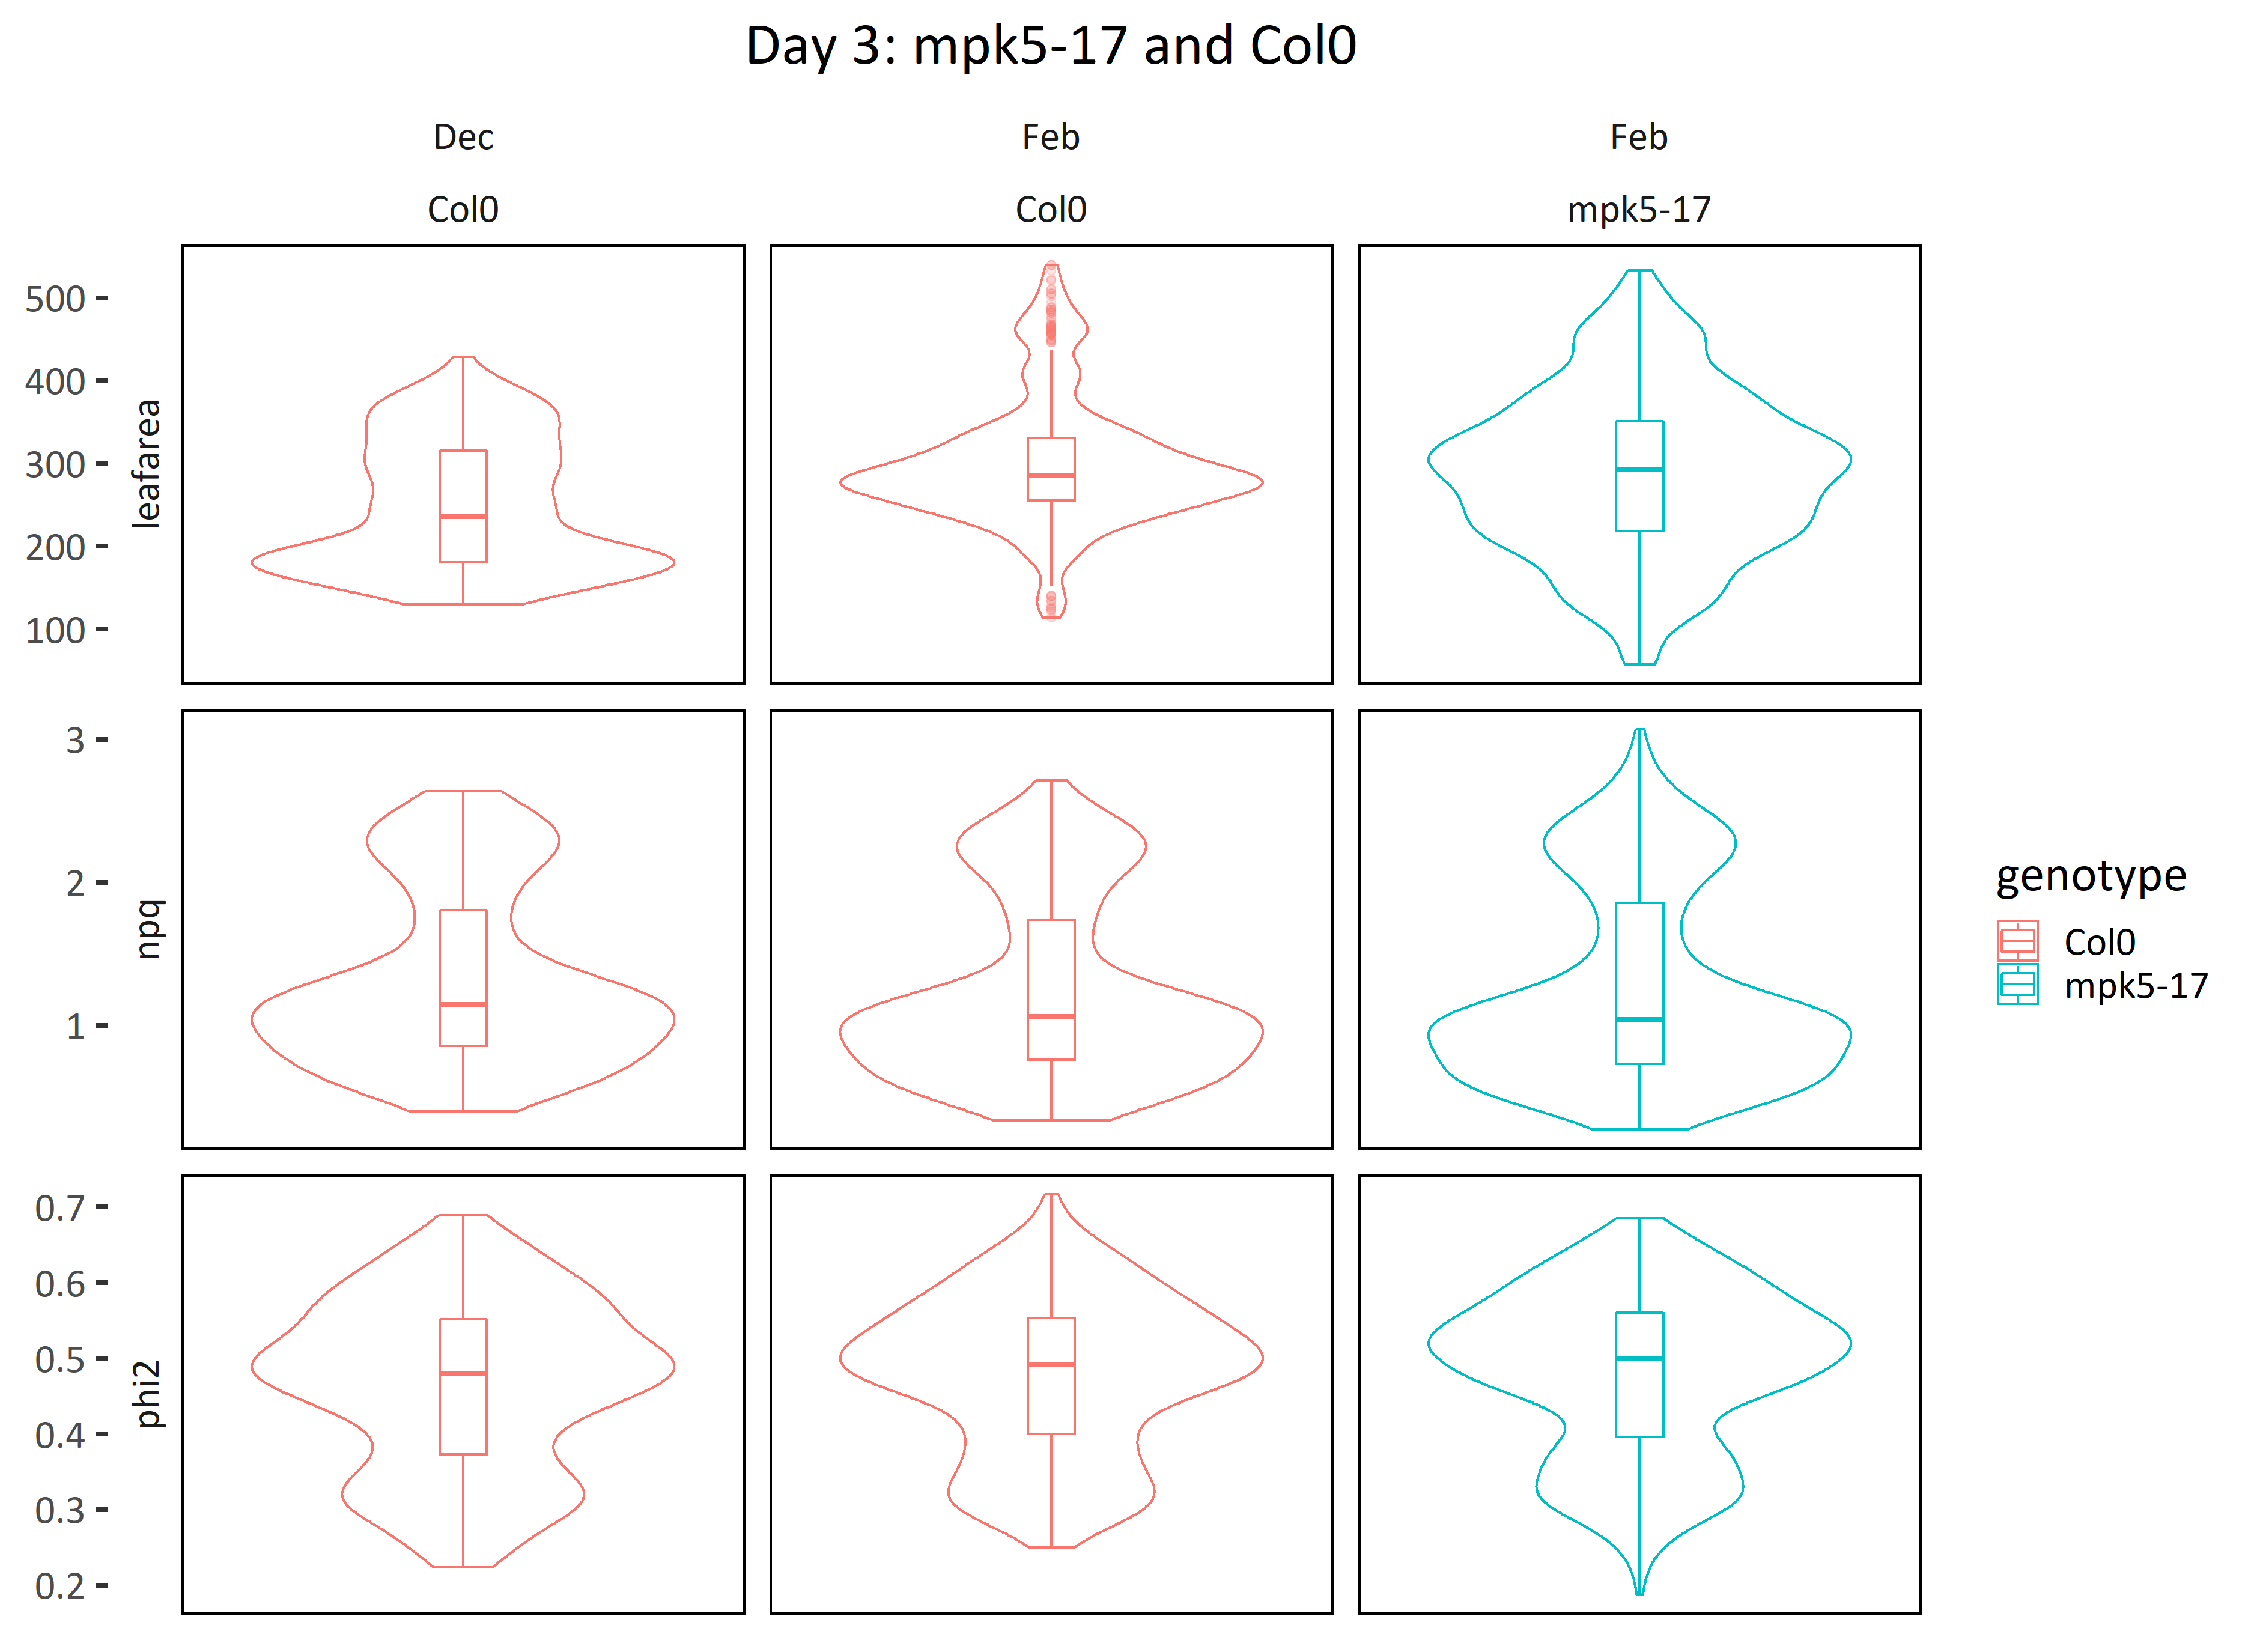 Day 3: mpk5-17 and Col0
Dec
Feb
Feb
Col0
Col0
mpk5-17
500
400
300
200
100
leafarea
3
2
1
npq
0.7
0.6
0.5
0.4
0.3
0.2
phi2
genotype
Col0
mpk5-17